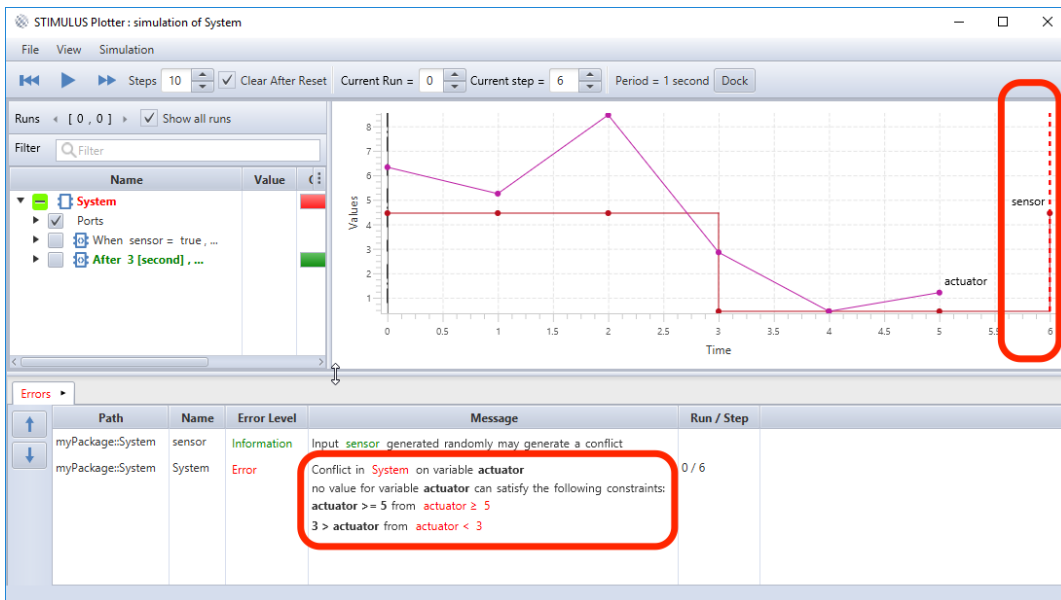 STIMULUS Plotter : simulation of System
File View Simulation
Steps 10 Clear After Reset Current Run = 0 Current step = 6 Period = 1 second Dock
Runs [ 0 , 0 ] Show all runs
Filter Filter
Name Value
System
Ports
When sensor = true , ...
After 3 [second] , ...
Values
8
7
6
5
4
3
2
1
sensor
actuator
0 0.5 1 1.5 2 2.5 3 3.5 4 4.5 5 5.5 6
Time
Errors
Path Name Error Level Message Run / Step
myPackage::System sensor Information Input sensor generated randomly may generate a conflict
myPackage::System System Error Conflict in System on variable actuator 0 / 6
no value for variable actuator can satisfy the following constraints:
actuator >= 5 from actuator ≥ 5
3 > actuator from actuator < 3